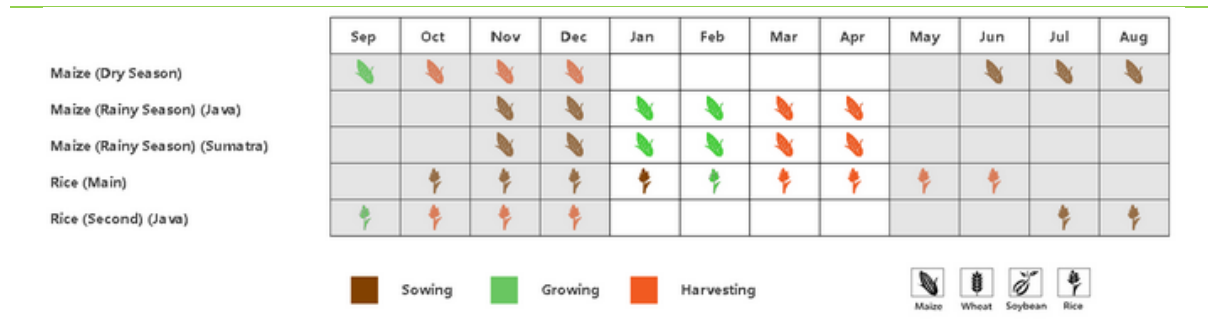 Sep Oct Nov Dec Jan Feb Mar Apr May Jun Jul Aug
Maize (Dry Season)
Maize (Rainy Season) (Java)
Maize (Rainy Season) (Sumatra)
Rice (Main)
Rice (Second) (Java)
Sowing Growing Harvesting
Maize Wheat Soybean Rice